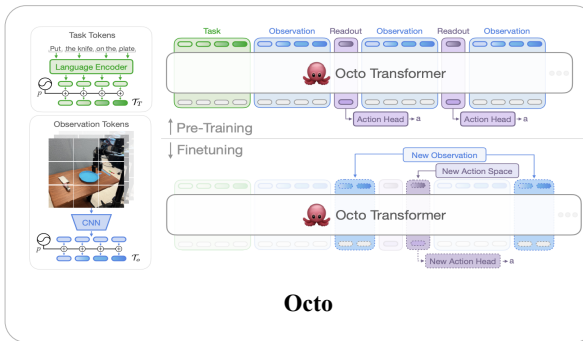 Task Tokens
Put the knife on the plate.
Language Encoder
p
𝒯_T
Observation Tokens
CNN
p
𝒯_o
Task
Observation
Readout
Observation
Readout
Observation
Octo Transformer
Action Head
a
Action Head
a
Pre-Training
Finetuning
New Observation
New Action Space
Octo Transformer
New Action Head
a
Octo